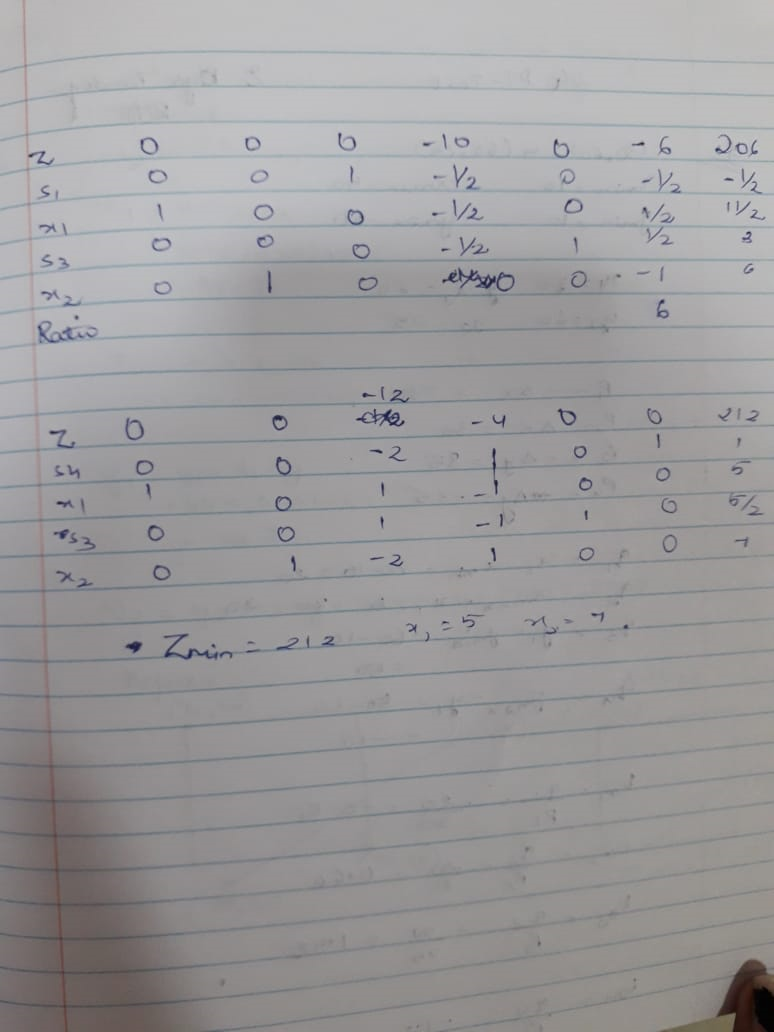 Z 0 0 0 -10 0 -6 206
S1 0 0 1 -1/2 0 -1/2 -1/2
x1 1 0 0 -1/2 0 1/2 11/2
S3 0 0 0 -1/2 1 1/2 3
x2 0 1 0 0 0 -1 6
Ratio 6
-12
Z 0 0 -4 0 0 212
S4 0 0 -2 1 0 1 1
x1 1 0 1 -1 0 0 5
S3 0 0 1 -1 1 0 5/2
x2 0 1 -2 1 0 0 7
Zmin = 212 x1 = 5 x2 = 7.